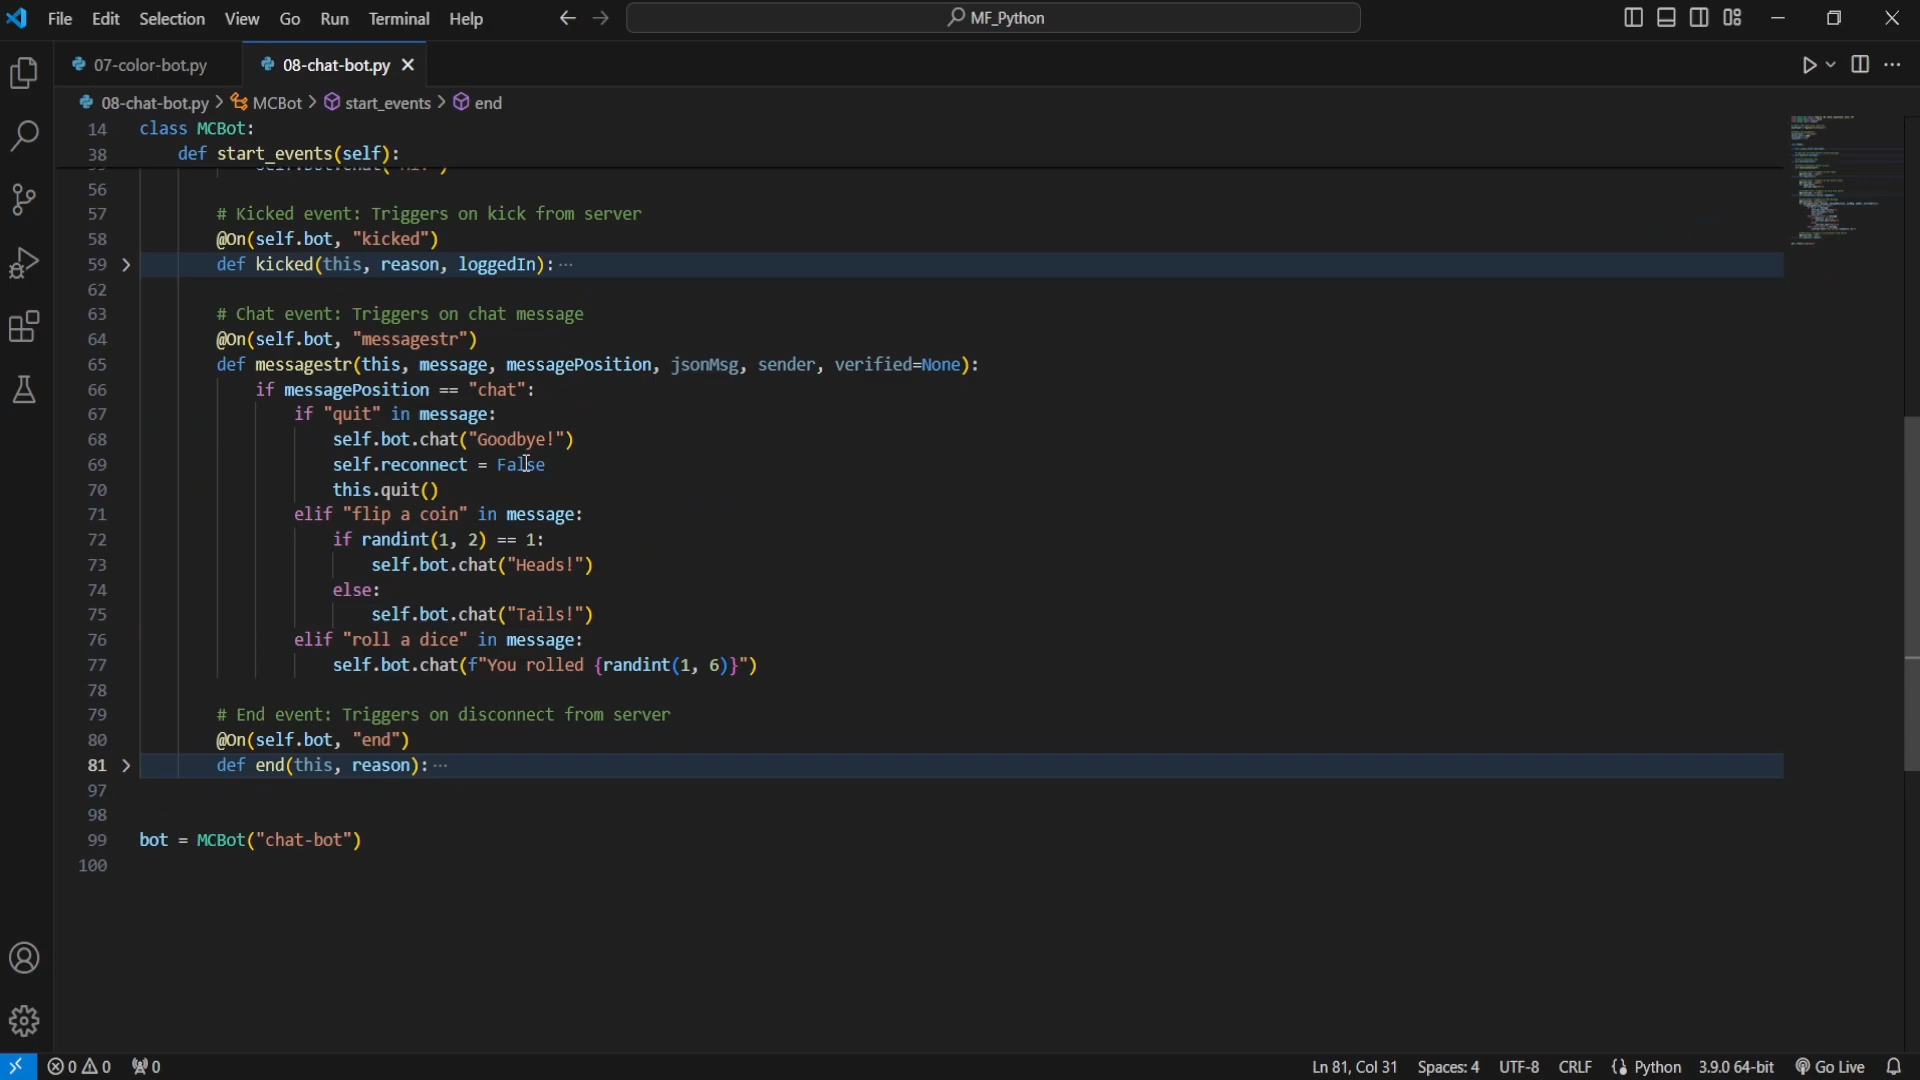 File Edit Selection View Go Run Terminal Help MF_Python
07-color-bot.py 08-chat-bot.py
08-chat-bot.py > MCBot > start_events > end
14 class MCBot:
38 def start_events(self):
56
57 # Kicked event: Triggers on kick from server
58 @On(self.bot, "kicked")
59 def kicked(this, reason, loggedIn): ···
62
63 # Chat event: Triggers on chat message
64 @On(self.bot, "messagestr")
65 def messagestr(this, message, messagePosition, jsonMsg, sender, verified=None):
66 if messagePosition == "chat":
67 if "quit" in message:
68 self.bot.chat("Goodbye!")
69 self.reconnect = False
70 this.quit()
71 elif "flip a coin" in message:
72 if randint(1, 2) == 1:
73 self.bot.chat("Heads!")
74 else:
75 self.bot.chat("Tails!")
76 elif "roll a dice" in message:
77 self.bot.chat(f"You rolled {randint(1, 6)}")
78
79 # End event: Triggers on disconnect from server
80 @On(self.bot, "end")
81 def end(this, reason): ···
97
98
99 bot = MCBot("chat-bot")
100
0 0 0 Ln 81, Col 31 Spaces: 4 UTF-8 CRLF Python 3.9.0 64-bit Go Live